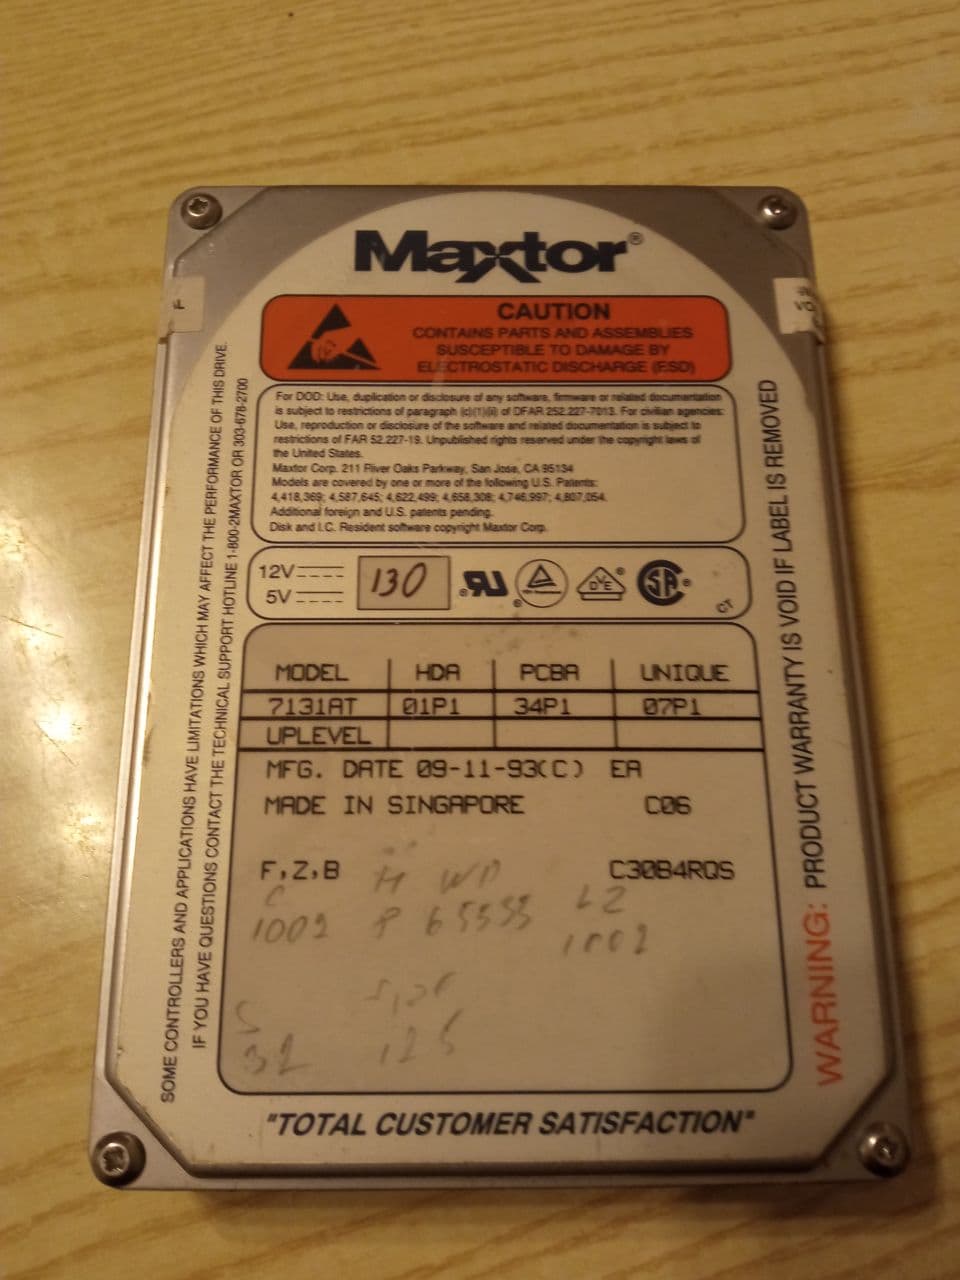 Maxtor®
CAUTION
CONTAINS PARTS AND ASSEMBLIES
SUSCEPTIBLE TO DAMAGE BY
ELECTROSTATIC DISCHARGE (ESD)
For DOD: Use, duplication or disclosure of any software, firmware or related documentation
is subject to restrictions of paragraph (c)(1)(ii) of DFAR 252.227-7013. For civilian agencies:
Use, reproduction or disclosure of the software and related documentation is subject to
restrictions of FAR 52.227-19. Unpublished rights reserved under the copyright laws of
the United States.
Maxtor Corp. 211 River Oaks Parkway, San Jose, CA 95134
Models are covered by one or more of the following U.S. Patents:
4,418,369; 4,587,645; 4,622,499; 4,658,308; 4,746,997; 4,807,054.
Additional foreign and U.S. patents pending.
Disk and I.C. Resident software copyright Maxtor Corp.
12V
5V
130
CT
MODEL HDA PCBA UNIQUE
7131AT 01P1 34P1 07P1
UPLEVEL
MFG. DATE 09-11-93(C) EA
MADE IN SINGAPORE C06
F,Z,B C30B4RQS
C H WP LZ
1002 8 65535 1002
S
32 125
"TOTAL CUSTOMER SATISFACTION"
SOME CONTROLLERS AND APPLICATIONS HAVE LIMITATIONS WHICH MAY AFFECT THE PERFORMANCE OF THIS DRIVE.
IF YOU HAVE QUESTIONS CONTACT THE TECHNICAL SUPPORT HOTLINE 1-800-2MAXTOR OR 303-678-2700
WARNING: PRODUCT WARRANTY IS VOID IF LABEL IS REMOVED